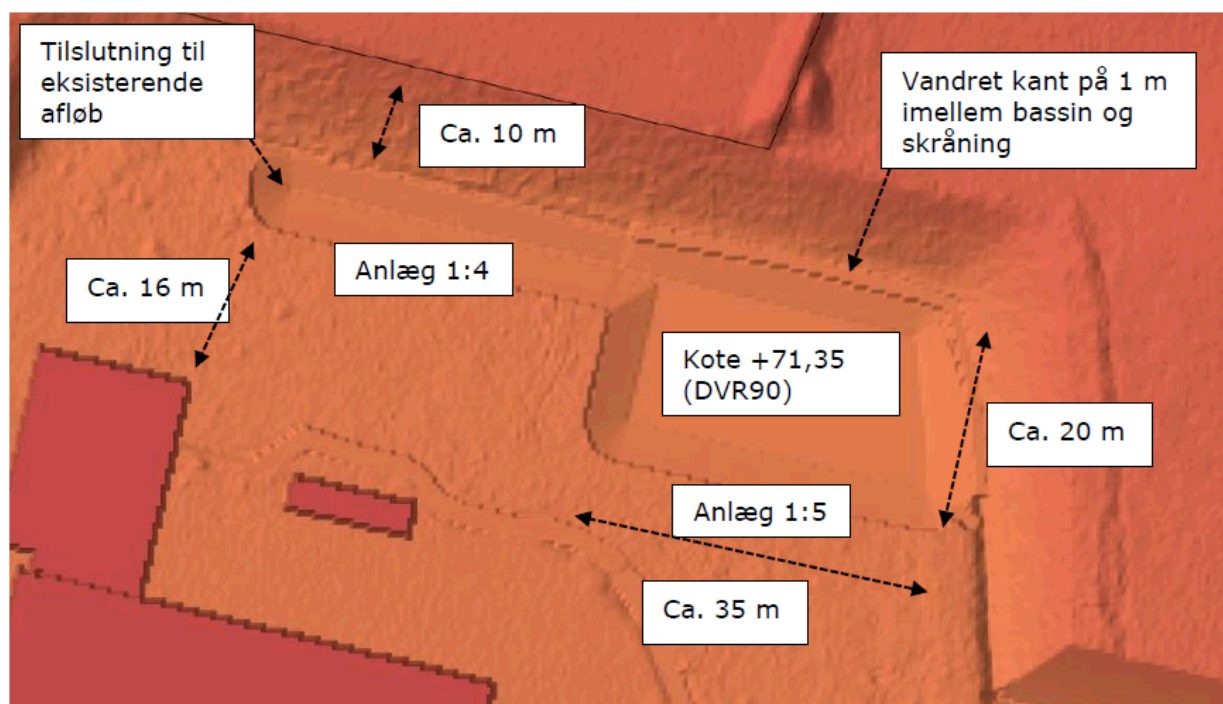 Tilslutning til
eksisterende
afløb
Ca. 10 m
Vandret kant på 1 m
imellem bassin og
skråning
Ca. 16 m
Anlæg 1:4
Kote +71,35
(DVR90)
Ca. 20 m
Anlæg 1:5
Ca. 35 m